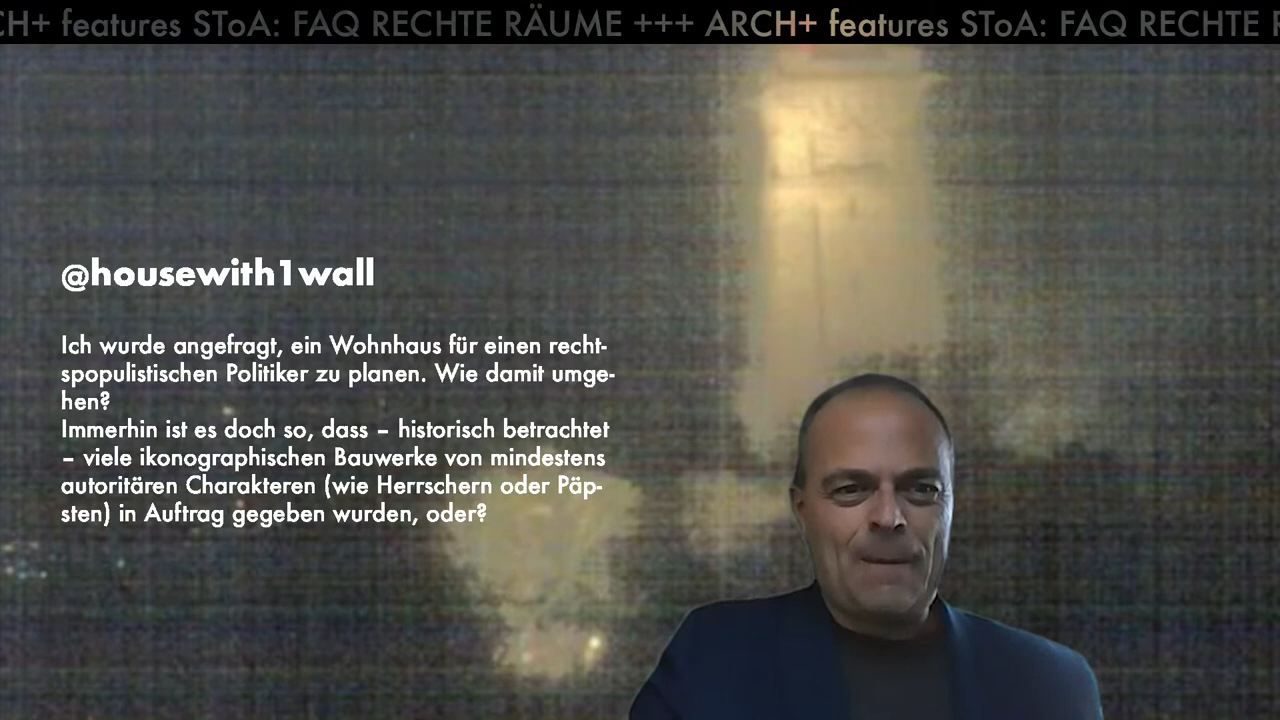 CH+ features SToA: FAQ RECHTE RÄUME +++ ARCH+ features SToA: FAQ RECHTE R
@housewith1wall
Ich wurde angefragt, ein Wohnhaus für einen recht-
spopulistischen Politiker zu planen. Wie damit umge-
hen?
Immerhin ist es doch so, dass – historisch betrachtet
– viele ikonographischen Bauwerke von mindestens
autoritären Charakteren (wie Herrschern oder Päp-
sten) in Auftrag gegeben wurden, oder?